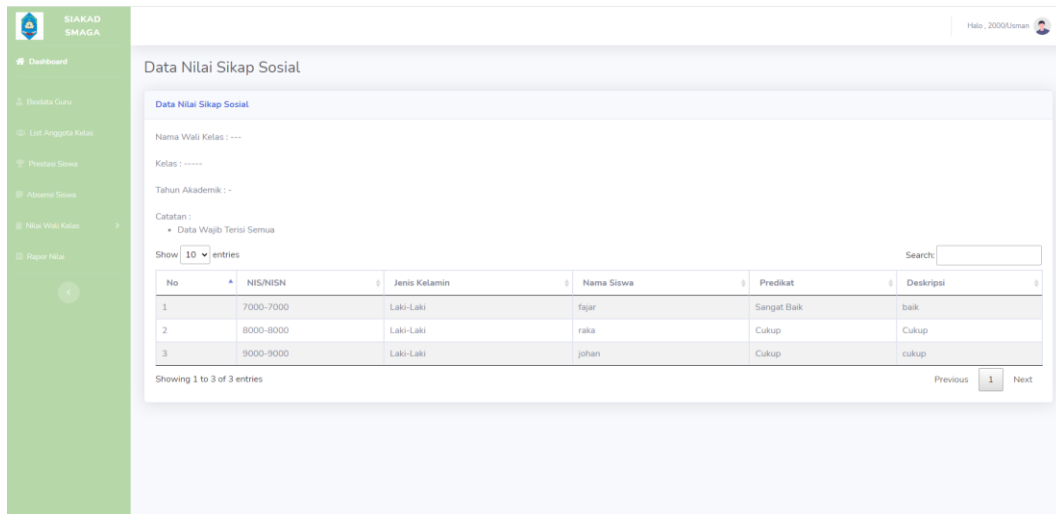 SIAKAD
SMAGA
Halo , 2000/Usman
Dashboard
Biodata Guru
List Anggota Kelas
Prestasi Siswa
Absensi Siswa
Nilai Wali Kelas
Rapor Nilai
Data Nilai Sikap Sosial
Data Nilai Sikap Sosial
Nama Wali Kelas : ---
Kelas : -----
Tahun Akademik : -
Catatan :
• Data Wajib Terisi Semua
Show 10 entries Search:
No NIS/NISN Jenis Kelamin Nama Siswa Predikat Deskripsi
1 7000-7000 Laki-Laki fajar Sangat Baik baik
2 8000-8000 Laki-Laki raka Cukup Cukup
3 9000-9000 Laki-Laki johan Cukup cukup
Showing 1 to 3 of 3 entries Previous 1 Next